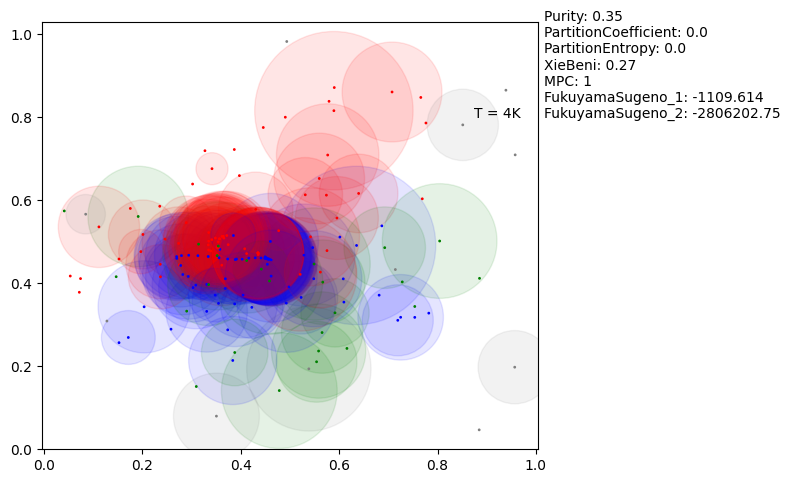 Purity: 0.35
PartitionCoefficient: 0.0
PartitionEntropy: 0.0
XieBeni: 0.27
MPC: 1
FukuyamaSugeno_1: -1109.614
FukuyamaSugeno_2: -2806202.75
T = 4K
1.0
0.8
0.6
0.4
0.2
0.0
0.0 0.2 0.4 0.6 0.8 1.0